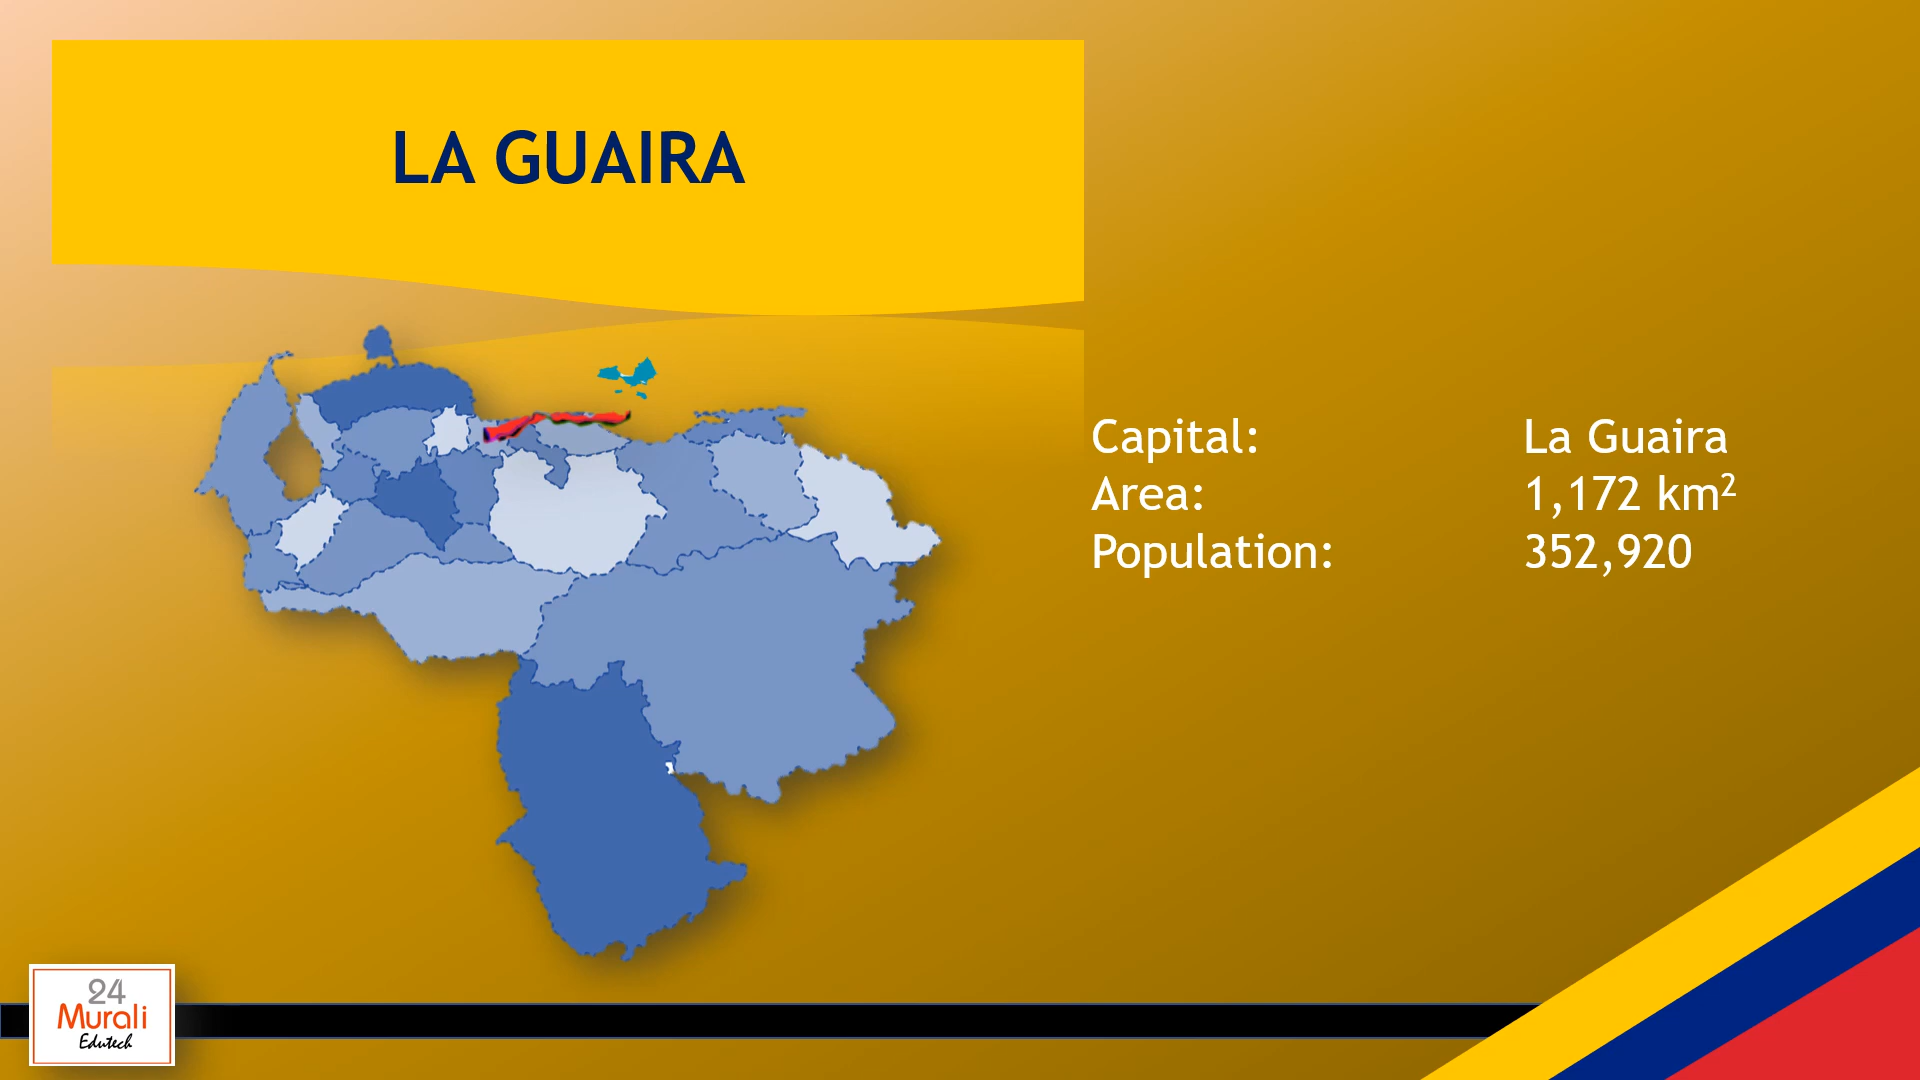 LA GUAIRA
Capital: La Guaira
Area: 1,172 km²
Population: 352,920
24
Murali
Edutech